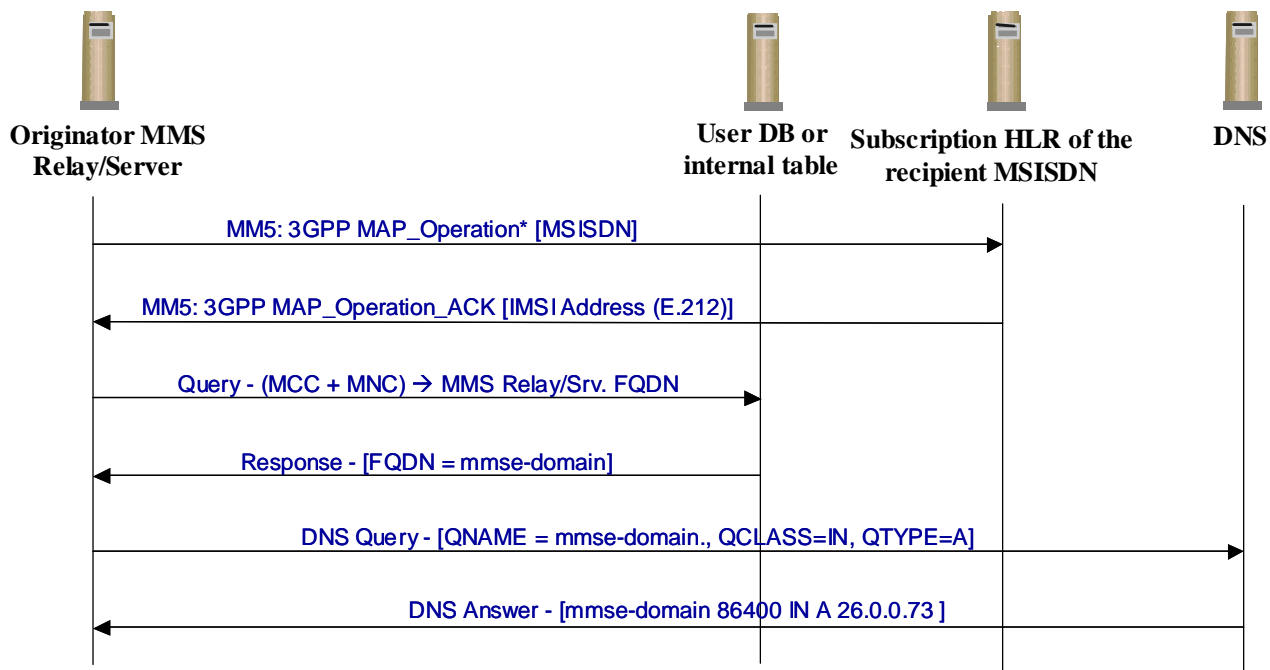 Originator MMS
Relay/Server
User DB or
internal table
Subscription HLR of the
recipient MSISDN
DNS
MM5: 3GPP MAP_Operation* [MSISDN]
MM5: 3GPP MAP_Operation_ACK [IMSI Address (E.212)]
Query - (MCC + MNC) → MMS Relay/Srv. FQDN
Response - [FQDN = mmse-domain]
DNS Query - [QNAME = mmse-domain., QCLASS=IN, QTYPE=A]
DNS Answer - [mmse-domain 86400 IN A 26.0.0.73 ]